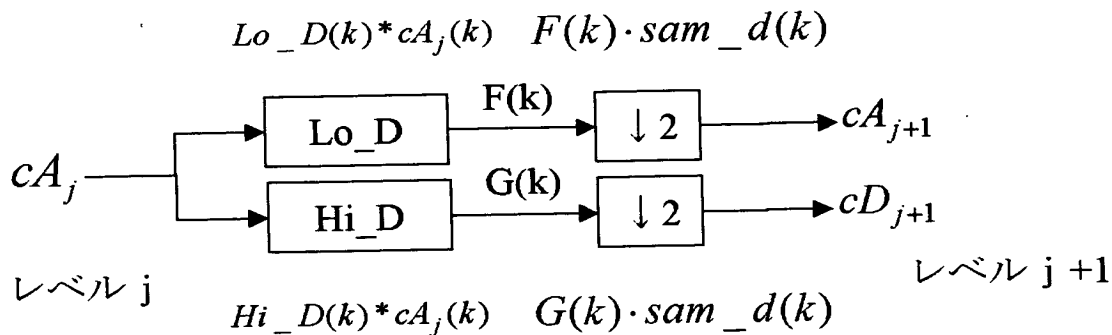 Lo_D(k)*cA_j(k) F(k)·sam_d(k)
Lo_D F(k) ↓2 cA_{j+1}
cA_j
Hi_D G(k) ↓2 cD_{j+1}
レベル j レベル j +1
Hi_D(k)*cA_j(k) G(k)·sam_d(k)